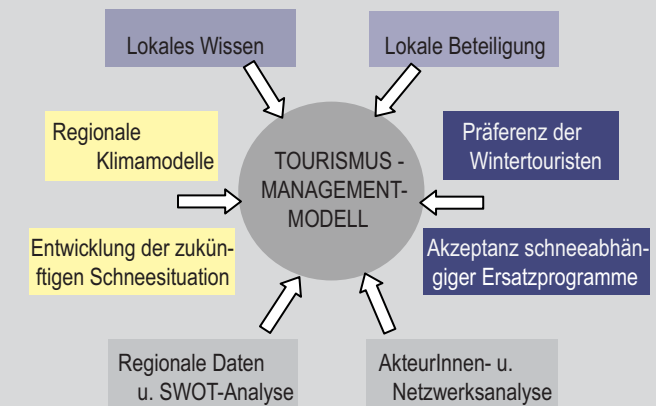 Lokales Wissen
Lokale Beteiligung
Regionale
Klimamodelle
TOURISMUS -
MANAGEMENT-
MODELL
Präferenz der
Wintertouristen
Entwicklung der zukün-
ftigen Schneesituation
Akzeptanz schneeabhän-
giger Ersatzprogramme
Regionale Daten
u. SWOT-Analyse
AkteurInnen- u.
Netzwerksanalyse